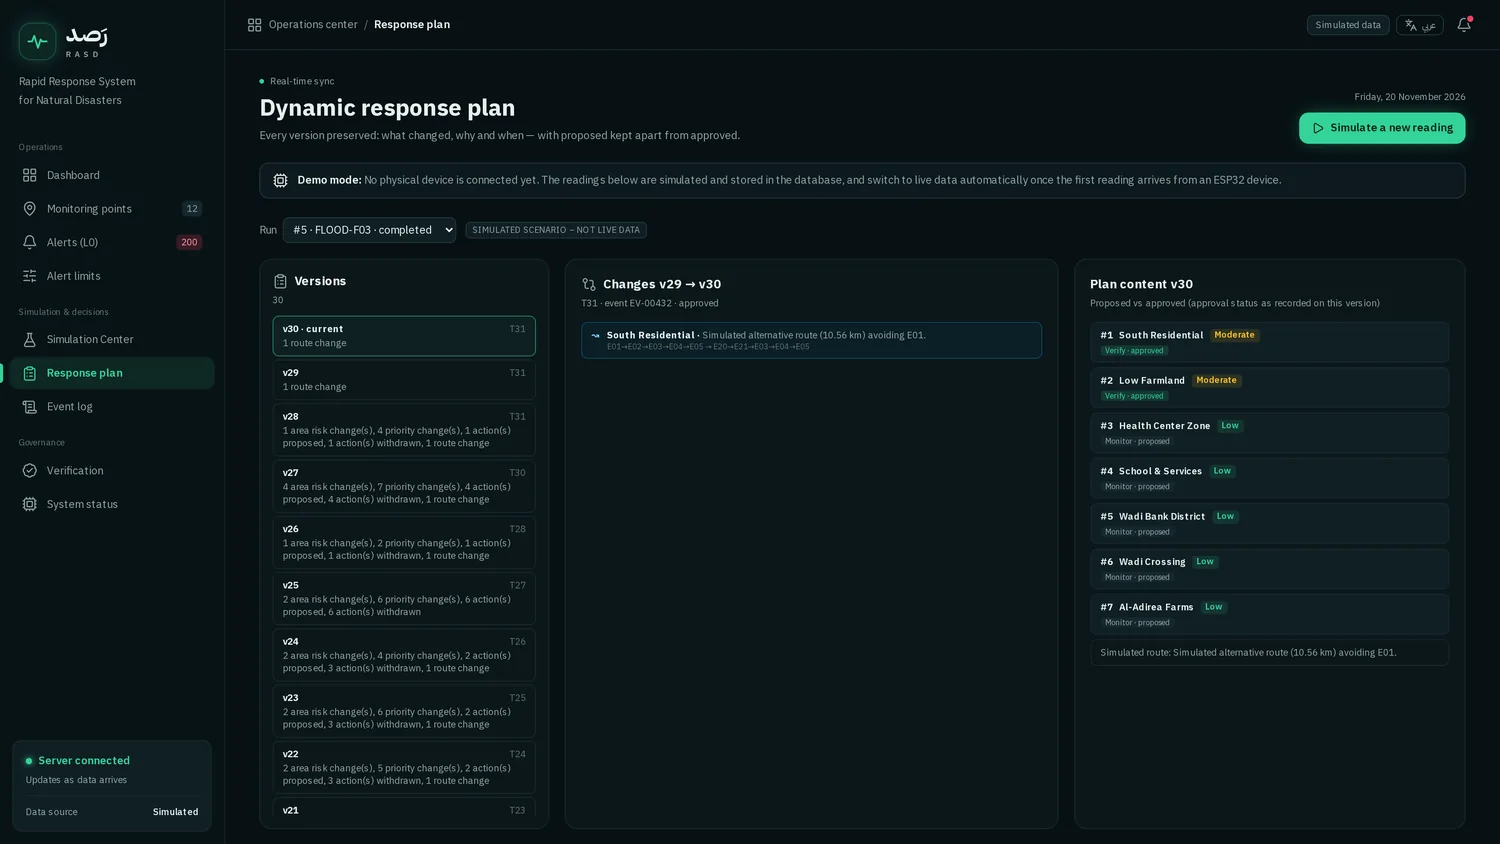 رَصد
RASD
Rapid Response System
for Natural Disasters
Operations
Dashboard
Monitoring points 12
Alerts (L0) 200
Alert limits
Simulation & decisions
Simulation Center
Response plan
Event log
Governance
Verification
System status
Server connected
Updates as data arrives
Data source Simulated
Operations center / Response plan
Simulated data
عربي
Real-time sync
Dynamic response plan
Every version preserved: what changed, why and when — with proposed kept apart from approved.
Friday, 20 November 2026
Simulate a new reading
Demo mode: No physical device is connected yet. The readings below are simulated and stored in the database, and switch to live data automatically once the first reading arrives from an ESP32 device.
Run #5 · FLOOD-F03 · completed SIMULATED SCENARIO – NOT LIVE DATA
Versions
30
v30 · current T31
1 route change
v29 T31
1 route change
v28 T31
1 area risk change(s), 4 priority change(s), 1 action(s)
proposed, 1 action(s) withdrawn, 1 route change
v27 T30
4 area risk change(s), 7 priority change(s), 4 action(s)
proposed, 4 action(s) withdrawn, 1 route change
v26 T28
1 area risk change(s), 2 priority change(s), 1 action(s)
proposed, 1 action(s) withdrawn, 1 route change
v25 T27
2 area risk change(s), 6 priority change(s), 6 action(s)
proposed, 6 action(s) withdrawn
v24 T26
2 area risk change(s), 4 priority change(s), 2 action(s)
proposed, 3 action(s) withdrawn, 1 route change
v23 T25
2 area risk change(s), 6 priority change(s), 2 action(s)
proposed, 3 action(s) withdrawn, 1 route change
v22 T24
2 area risk change(s), 5 priority change(s), 2 action(s)
proposed, 3 action(s) withdrawn, 1 route change
v21 T23
Changes v29 → v30
T31 · event EV-00432 · approved
South Residential · Simulated alternative route (10.56 km) avoiding E01.
E01→E02→E03→E04→E05 → E20→E21→E03→E04→E05
Plan content v30
Proposed vs approved (approval status as recorded on this version)
#1 South Residential Moderate
Verify · approved
#2 Low Farmland Moderate
Verify · approved
#3 Health Center Zone Low
Monitor · proposed
#4 School & Services Low
Monitor · proposed
#5 Wadi Bank District Low
Monitor · proposed
#6 Wadi Crossing Low
Monitor · proposed
#7 Al-Adirea Farms Low
Monitor · proposed
Simulated route: Simulated alternative route (10.56 km) avoiding E01.